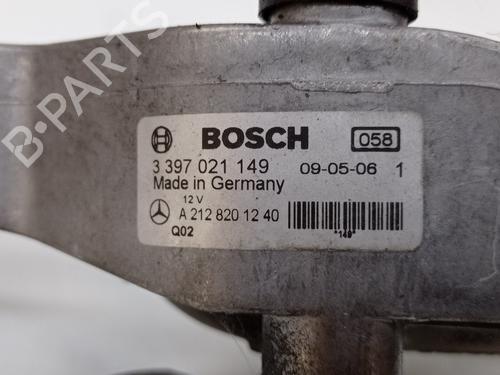 BOSCH 058
3 397 021 149 09-05-06 1
Made in Germany
12 V
A 212 820 12 40
Q02 *149*
B-PARTS
B-PARTS